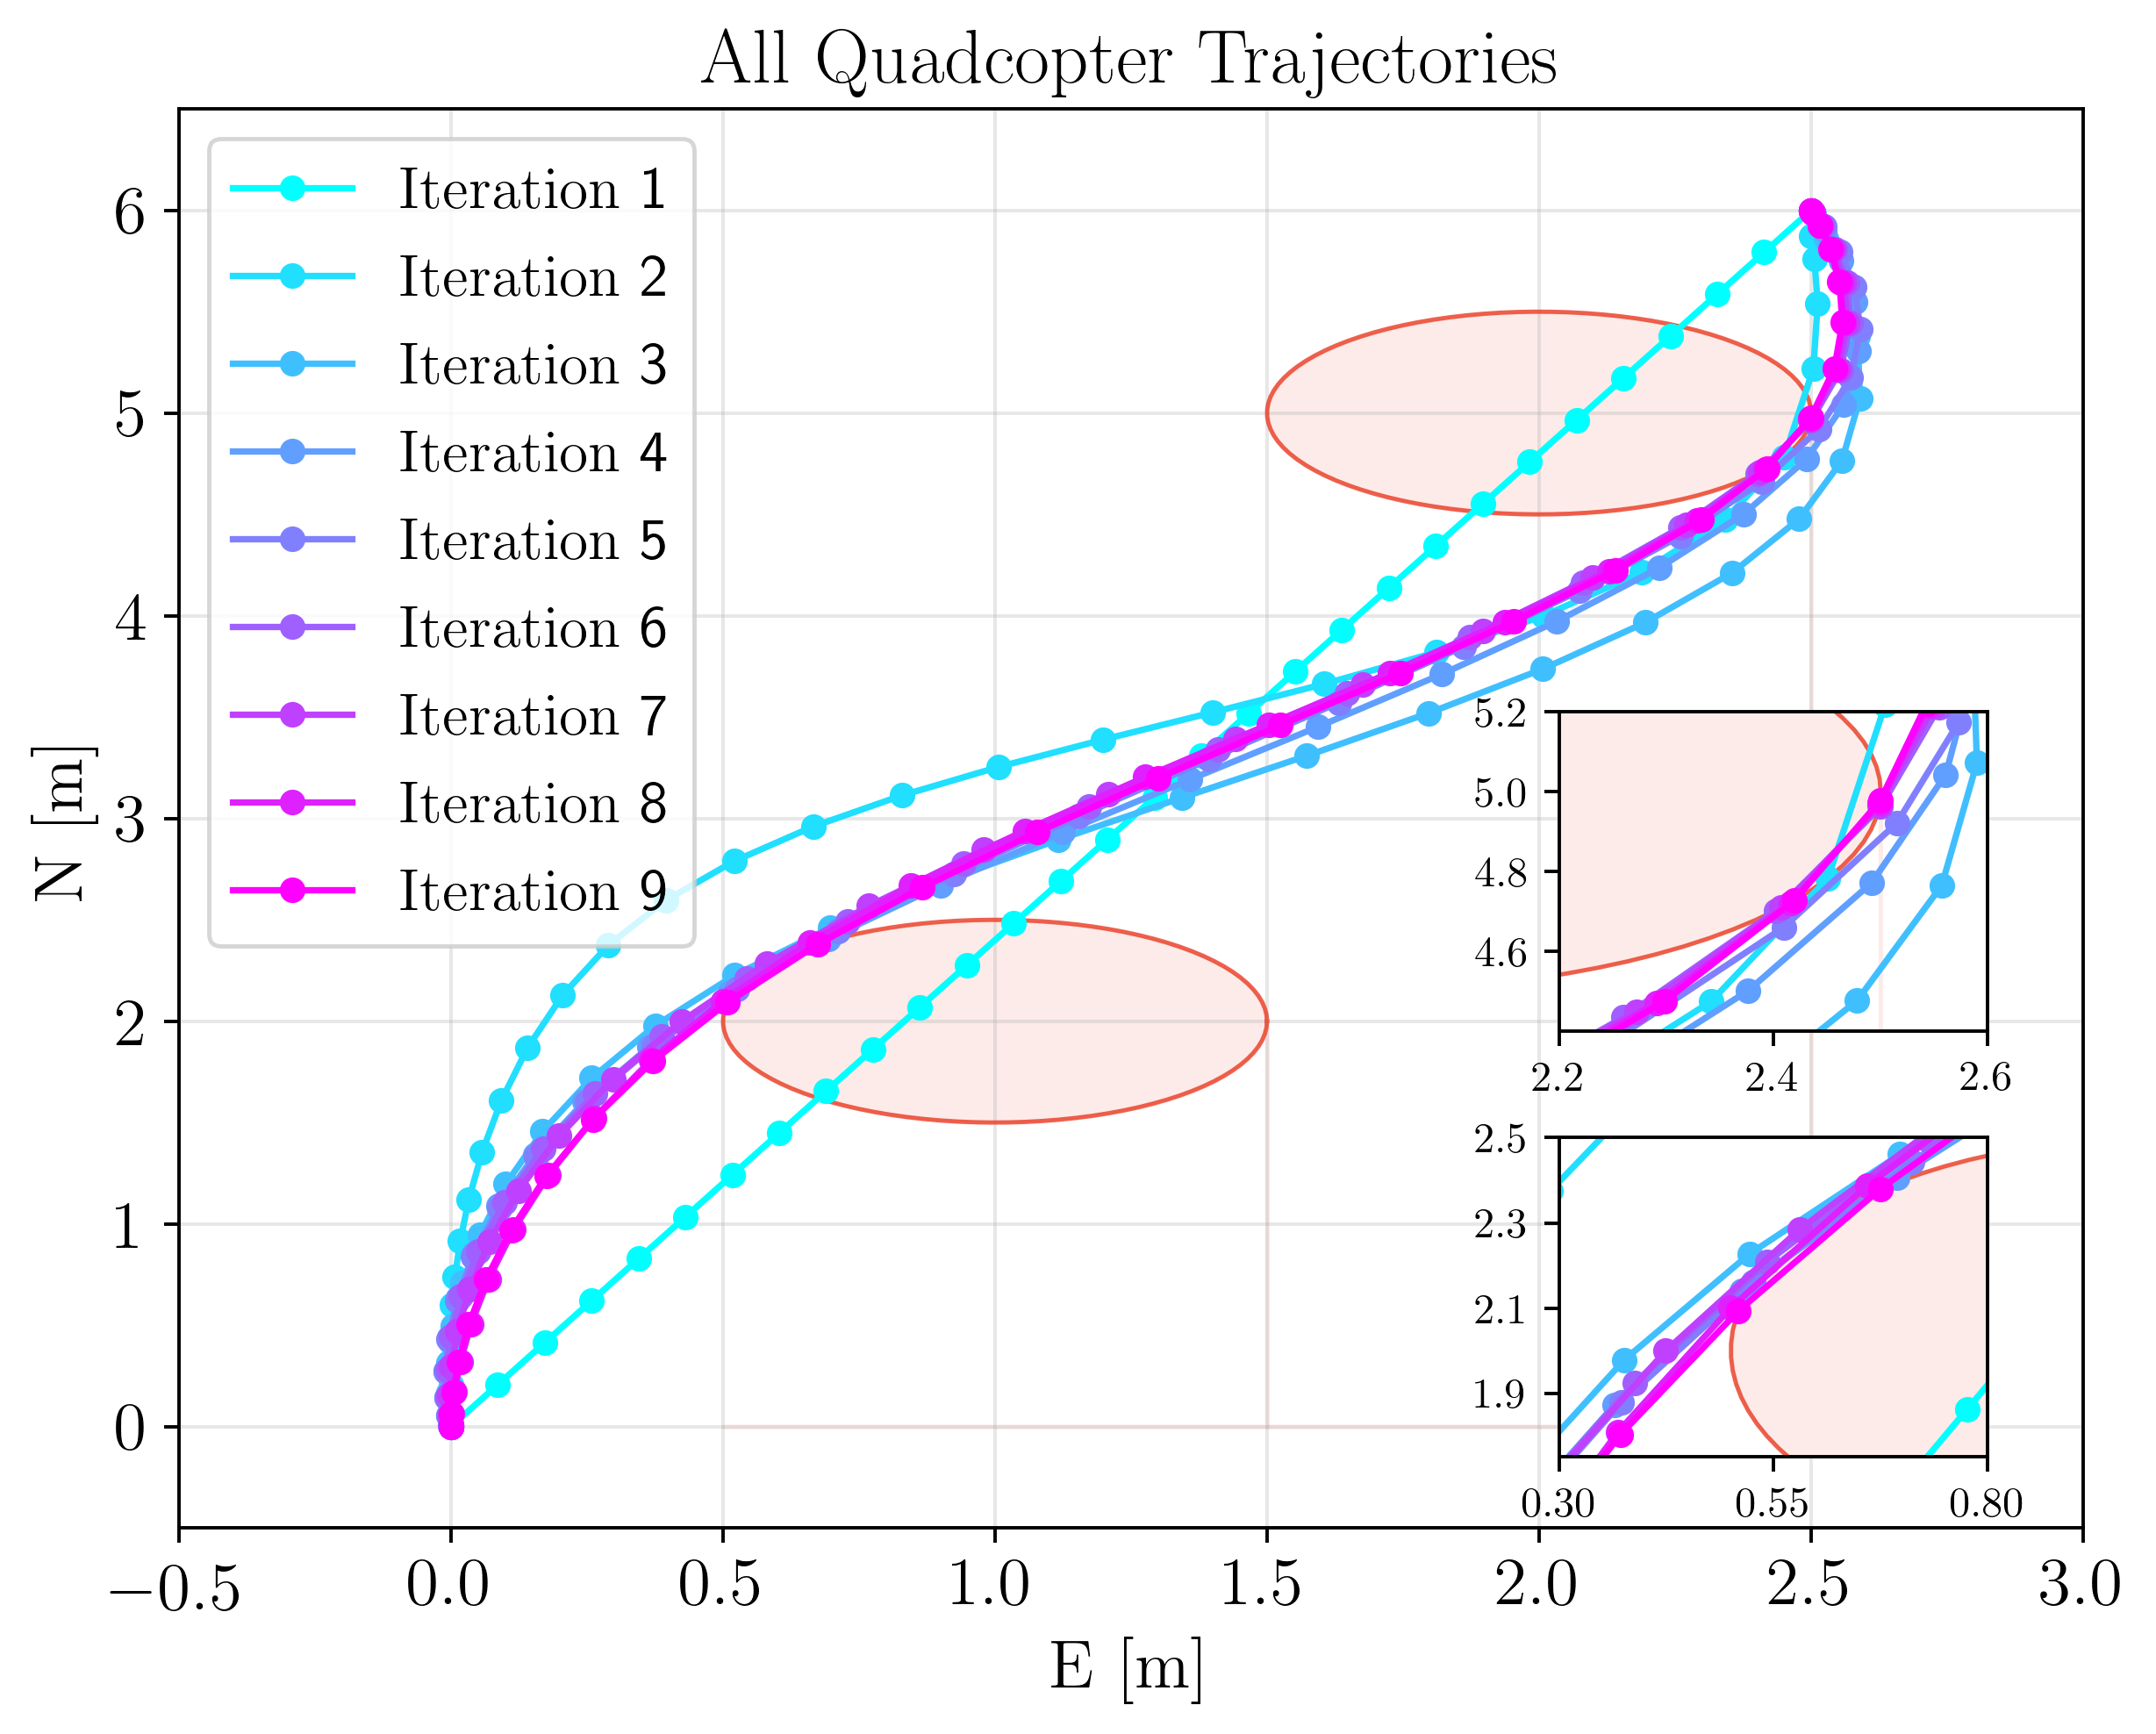 All Quadcopter Trajectories
Iteration 1
Iteration 2
Iteration 3
Iteration 4
Iteration 5
Iteration 6
Iteration 7
Iteration 8
Iteration 9
N [m]
6
5
4
3
2
1
0
−0.5 0.0 0.5 1.0 1.5 2.0 2.5 3.0
E [m]
5.2
5.0
4.8
4.6
2.2 2.4 2.6
2.5
2.3
2.1
1.9
0.30 0.55 0.80